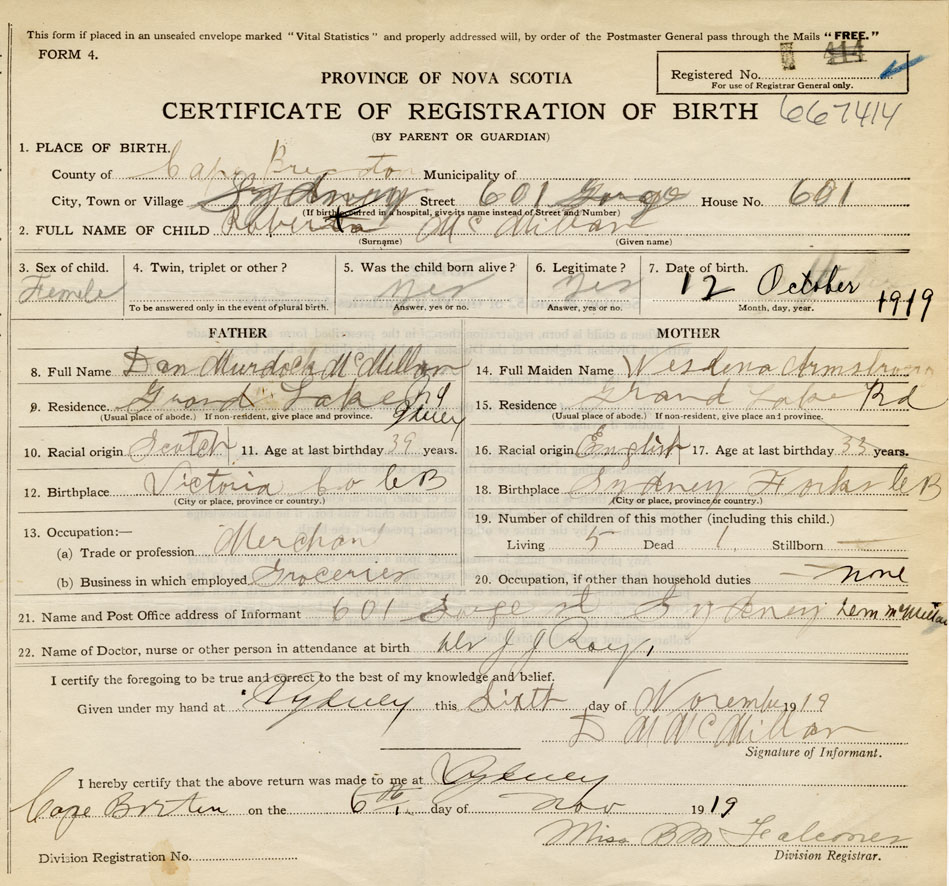 This form if placed in an unsealed envelope marked "Vital Statistics" and properly addressed will, by order of the Postmaster General pass through the Mails "FREE."
FORM 4.
414
PROVINCE OF NOVA SCOTIA
Registered No.
For use of Registrar General only.
CERTIFICATE OF REGISTRATION OF BIRTH 667414
(BY PARENT OR GUARDIAN)
1. PLACE OF BIRTH.
County of Cape Breton Municipality of
City, Town or Village Sydney Street 601 House No. 601
(If birth occurred in a hospital, give its name instead of Street and Number)
2. FULL NAME OF CHILD Roberta McMillan
(Surname) (Given name)
3. Sex of child. 4. Twin, triplet or other? 5. Was the child born alive? 6. Legitimate? 7. Date of birth.
Femele yes yes 12 October 1919
To be answered only in the event of plural birth. Answer, yes or no. Answer, yes or no. Month, day, year.
FATHER MOTHER
8. Full Name Dan Murdock McMillan 14. Full Maiden Name Armstrong
9. Residence Grand Lake Rd 15. Residence Grand Lake Rd
(Usual place of abode.) If non-resident, give place and province. (Usual place of abode.) If non-resident, give place and province.
10. Racial origin Scotch 11. Age at last birthday 39 years. 16. Racial origin English 17. Age at last birthday 33 years.
12. Birthplace Victoria Co CB 18. Birthplace Sydney Forks CB
(City or place, province or country.) (City or place, province or country.)
13. Occupation:— 19. Number of children of this mother (including this child.)
(a) Trade or profession Merchan Living 5 Dead 1 Stillborn —
(b) Business in which employed Groceries 20. Occupation, if other than household duties none
21. Name and Post Office address of Informant 601 st Sydney McMillan
22. Name of Doctor, nurse or other person in attendance at birth J J Roy
I certify the foregoing to be true and correct to the best of my knowledge and belief.
Given under my hand at Sydney this Sixth day of November 1919
D M McMillan
Signature of Informant.
I hereby certify that the above return was made to me at Sydney
Cape Breton on the 6th day of Nov 1919
Miss BM Falconer
Division Registration No. Division Registrar.